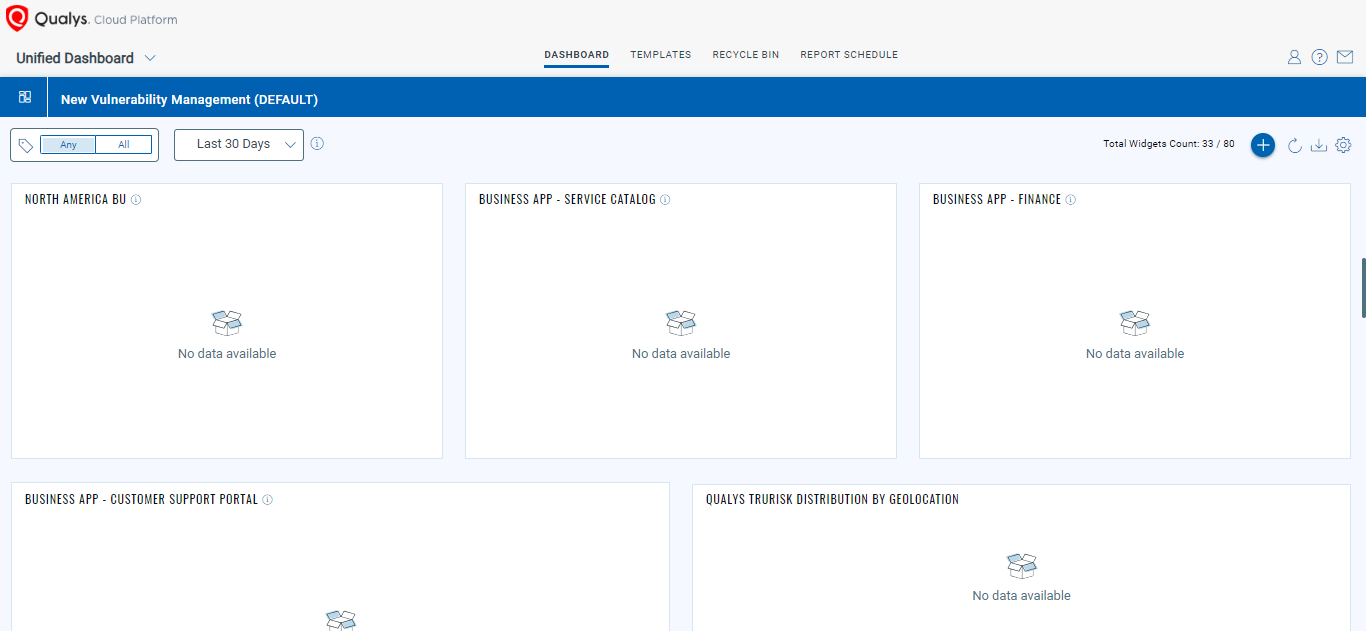 Qualys. Cloud Platform
Unified Dashboard
DASHBOARD
TEMPLATES
RECYCLE BIN
REPORT SCHEDULE
New Vulnerability Management (DEFAULT)
Any
All
Last 30 Days
Total Widgets Count: 33 / 80
NORTH AMERICA BU
No data available
BUSINESS APP - SERVICE CATALOG
No data available
BUSINESS APP - FINANCE
No data available
BUSINESS APP - CUSTOMER SUPPORT PORTAL
QUALYS TRURISK DISTRIBUTION BY GEOLOCATION
No data available